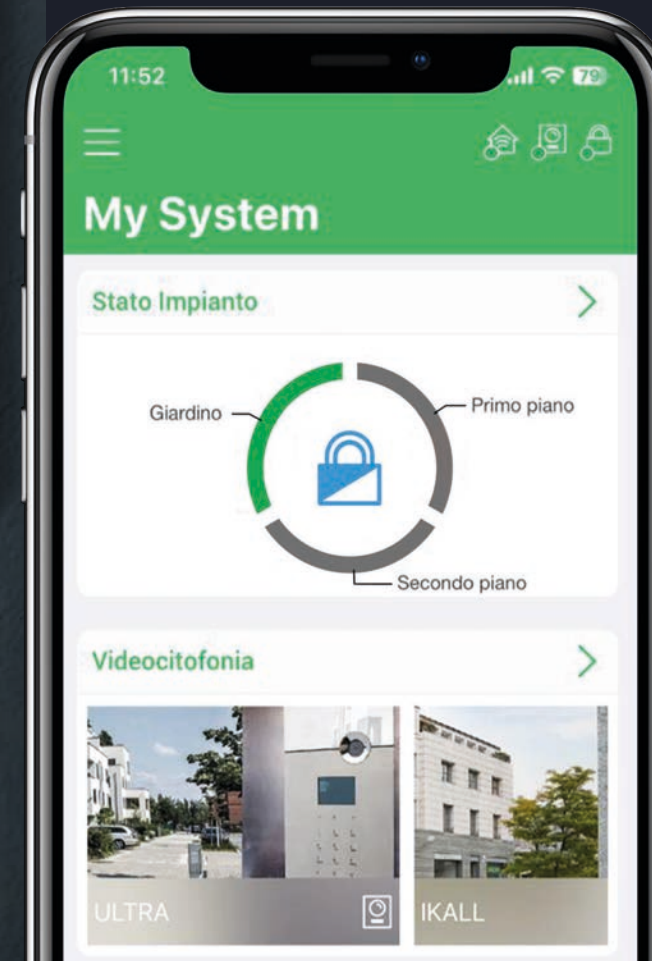 11:52
79
My System
Stato Impianto
Giardino
Primo piano
Secondo piano
Videocitofonia
ULTRA
IKALL